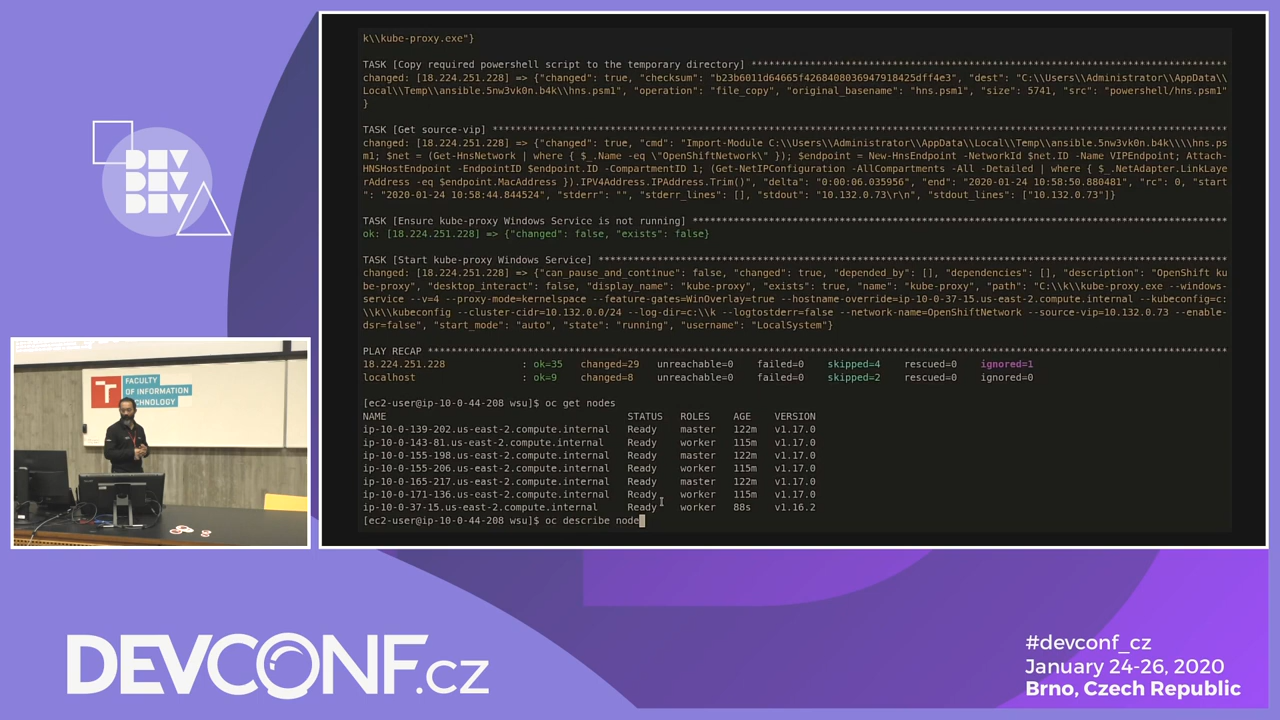 k\\kube-proxy.exe"}
TASK [Copy required powershell script to the temporary directory] ******************************************************************************
changed: [18.224.251.228] => {"changed": true, "checksum": "b23b6011d64665f4268408036947918425dff4e3", "dest": "C:\\Users\\Administrator\\AppData\\
Local\\Temp\\ansible.5nw3vk0n.b4k\\hns.psm1", "operation": "file_copy", "original_basename": "hns.psm1", "size": 5741, "src": "powershell/hns.psm1"
}
TASK [Get source-vip] **************************************************************************************************************************
changed: [18.224.251.228] => {"changed": true, "cmd": "Import-Module C:\\Users\\Administrator\\AppData\\Local\\Temp\\ansible.5nw3vk0n.b4k\\\\hns.ps
m1; $net = (Get-HnsNetwork | where { $_.Name -eq \"OpenShiftNetwork\" }); $endpoint = New-HnsEndpoint -NetworkId $net.ID -Name VIPEndpoint; Attach-
HNSHostEndpoint -EndpointID $endpoint.ID -CompartmentID 1; (Get-NetIPConfiguration -AllCompartments -All -Detailed | where { $_.NetAdapter.LinkLaye
rAddress -eq $endpoint.MacAddress }).IPV4Address.IPAddress.Trim()", "delta": "0:00:06.035956", "end": "2020-01-24 10:58:50.880481", "rc": 0, "start
": "2020-01-24 10:58:44.844524", "stderr": "", "stderr_lines": [], "stdout": "10.132.0.73\r\n", "stdout_lines": ["10.132.0.73"]}
TASK [Ensure kube-proxy Windows Service is not running] ****************************************************************************************
ok: [18.224.251.228] => {"changed": false, "exists": false}
TASK [Start kube-proxy Windows Service] ********************************************************************************************************
changed: [18.224.251.228] => {"can_pause_and_continue": false, "changed": true, "depended_by": [], "dependencies": [], "description": "OpenShift ku
be-proxy", "desktop_interact": false, "display_name": "kube-proxy", "exists": true, "name": "kube-proxy", "path": "C:\\k\\kube-proxy.exe --windows-
service --v=4 --proxy-mode=kernelspace --feature-gates=WinOverlay=true --hostname-override=ip-10-0-37-15.us-east-2.compute.internal --kubeconfig=c:
\\k\\kubeconfig --cluster-cidr=10.132.0.0/24 --log-dir=c:\\k --logtostderr=false --network-name=OpenShiftNetwork --source-vip=10.132.0.73 --enable-
dsr=false", "start_mode": "auto", "state": "running", "username": "LocalSystem"}
PLAY RECAP *************************************************************************************************************************************
18.224.251.228 : ok=35 changed=29 unreachable=0 failed=0 skipped=4 rescued=0 ignored=1
localhost : ok=9 changed=8 unreachable=0 failed=0 skipped=2 rescued=0 ignored=0
[ec2-user@ip-10-0-44-208 wsu]$ oc get nodes
NAME STATUS ROLES AGE VERSION
ip-10-0-139-202.us-east-2.compute.internal Ready master 122m v1.17.0
ip-10-0-143-81.us-east-2.compute.internal Ready worker 115m v1.17.0
ip-10-0-155-198.us-east-2.compute.internal Ready master 122m v1.17.0
ip-10-0-155-206.us-east-2.compute.internal Ready worker 115m v1.17.0
ip-10-0-165-217.us-east-2.compute.internal Ready master 122m v1.17.0
ip-10-0-171-136.us-east-2.compute.internal Ready worker 115m v1.17.0
ip-10-0-37-15.us-east-2.compute.internal Ready worker 88s v1.16.2
[ec2-user@ip-10-0-44-208 wsu]$ oc describe node
DEV
DEV
FACULTY
OF INFORMATION
TECHNOLOGY
DEVCONF.cz
#devconf_cz
January 24-26, 2020
Brno, Czech Republic